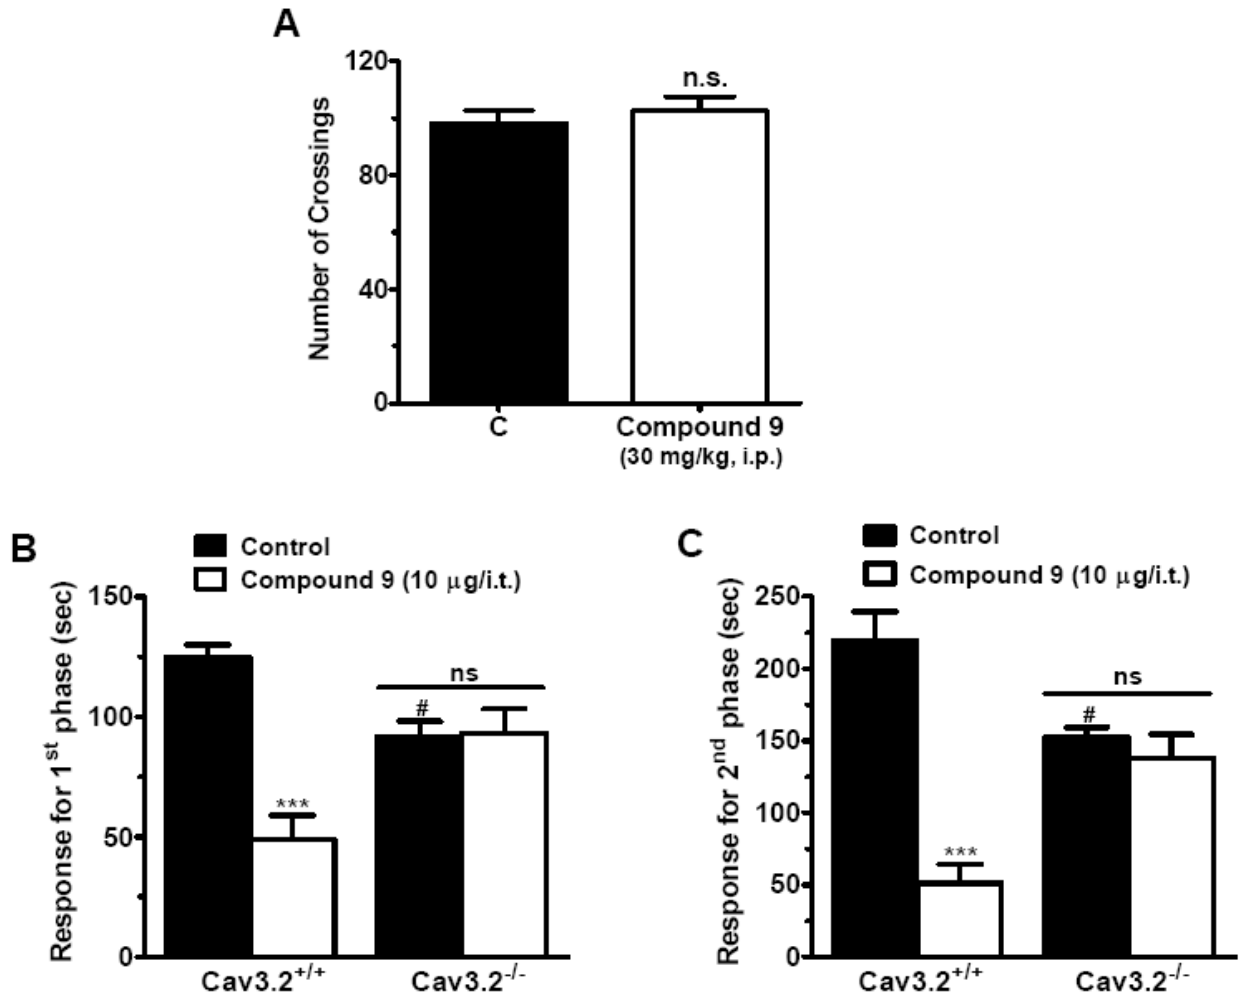 A
120
80
40
0
Number of Crossings
n.s.
C
Compound 9
(30 mg/kg, i.p.)
B
Control
Compound 9 (10 µg/i.t.)
150
100
50
0
Response for 1st phase (sec)
***
#
ns
Cav3.2+/+
Cav3.2-/-
C
Control
Compound 9 (10 µg/i.t.)
250
200
150
100
50
0
Response for 2nd phase (sec)
***
#
ns
Cav3.2+/+
Cav3.2-/-